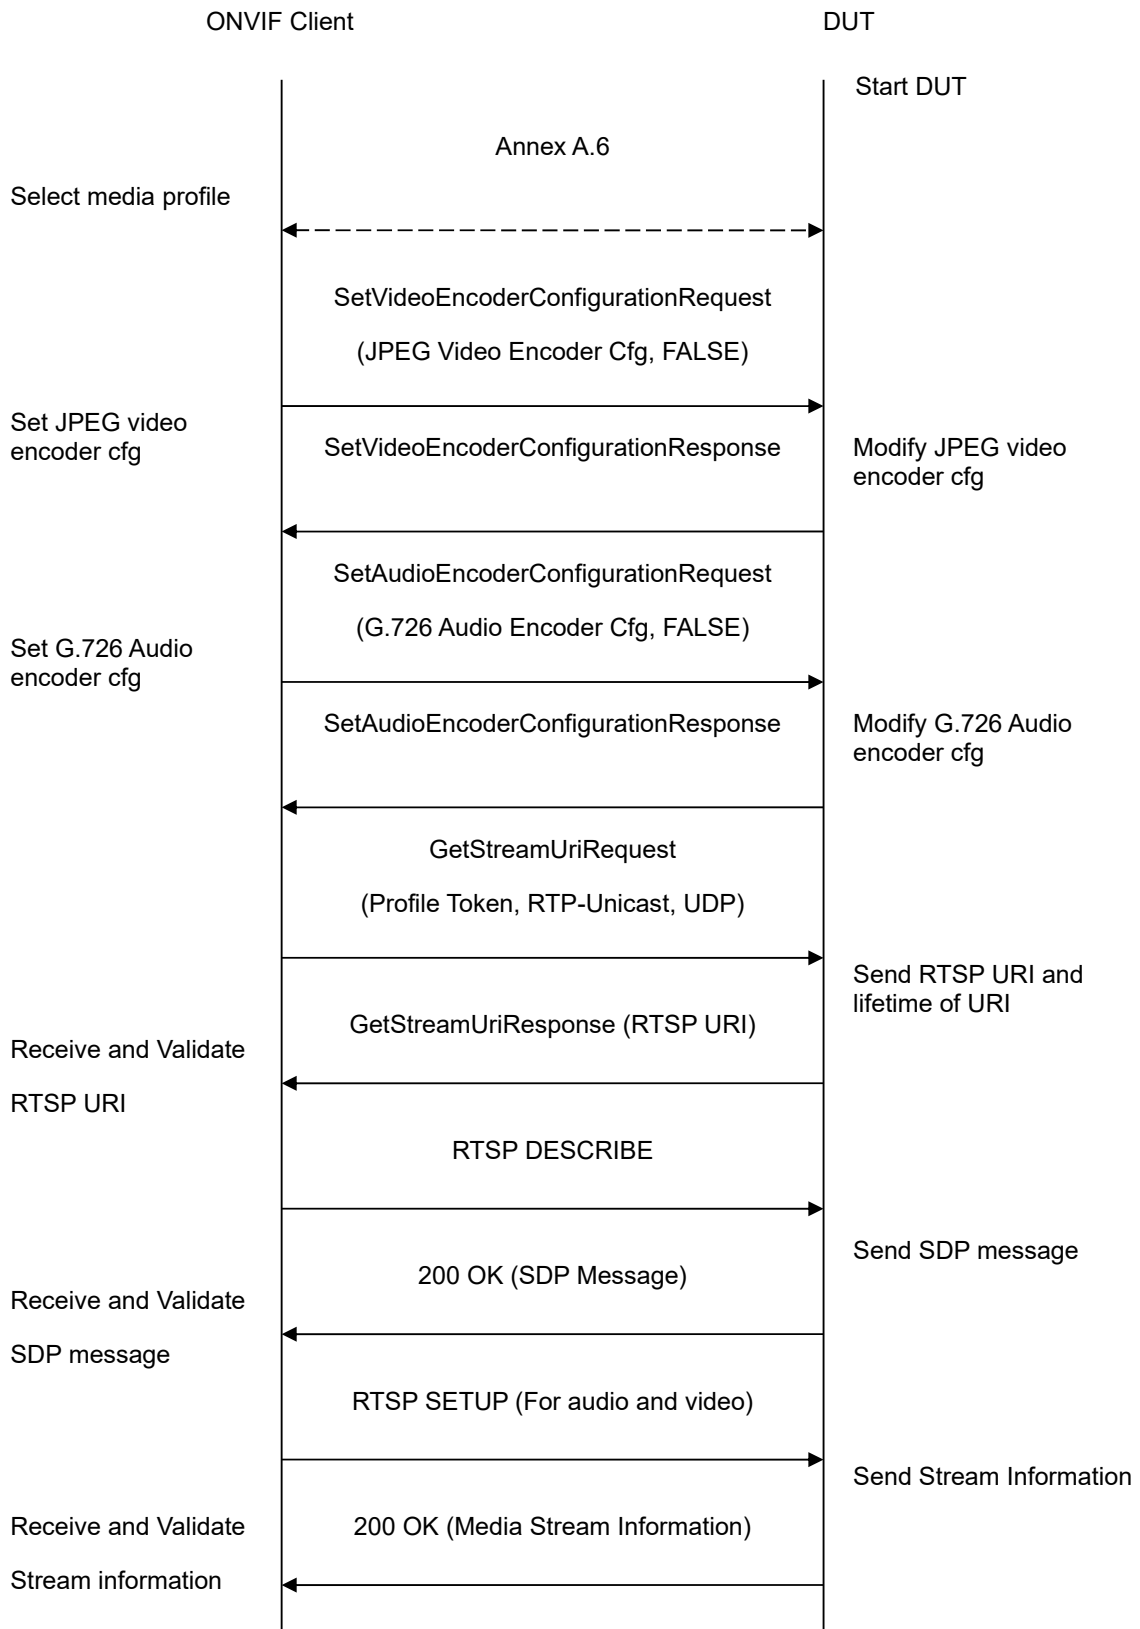 ONVIF Client
DUT
Start DUT
Annex A.6
Select media profile
SetVideoEncoderConfigurationRequest
(JPEG Video Encoder Cfg, FALSE)
Set JPEG video
encoder cfg
SetVideoEncoderConfigurationResponse
Modify JPEG video
encoder cfg
SetAudioEncoderConfigurationRequest
(G.726 Audio Encoder Cfg, FALSE)
Set G.726 Audio
encoder cfg
SetAudioEncoderConfigurationResponse
Modify G.726 Audio
encoder cfg
GetStreamUriRequest
(Profile Token, RTP-Unicast, UDP)
Send RTSP URI and
lifetime of URI
GetStreamUriResponse (RTSP URI)
Receive and Validate
RTSP URI
RTSP DESCRIBE
Send SDP message
200 OK (SDP Message)
Receive and Validate
SDP message
RTSP SETUP (For audio and video)
Send Stream Information
200 OK (Media Stream Information)
Receive and Validate
Stream information